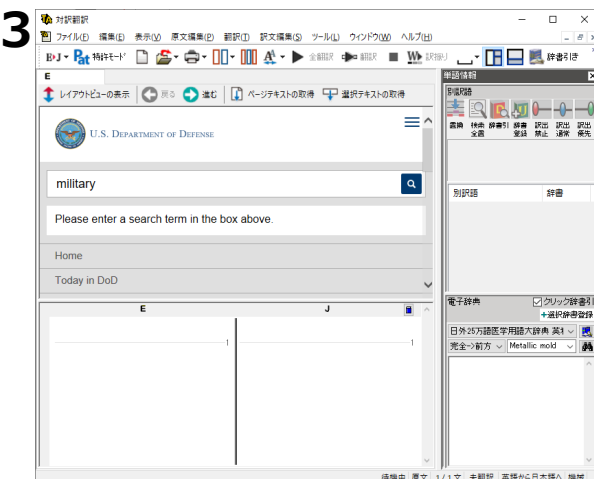 3
対訳翻訳
ファイル(F) 編集(E) 表示(V) 原文編集(P) 翻訳(T) 訳文編集(S) ツール(L) ウィンドウ(W) ヘルプ(H)
E›J Pat 特許モード 全翻訳 翻訳 訳振り 辞書引き
E
レイアウトビューの表示 戻る 進む ページテキストの取得 選択テキストの取得
U.S. DEPARTMENT OF DEFENSE
military
Please enter a search term in the box above.
Home
Today in DoD
E J
1 1
単語情報
別訳語
置換 検索全置 辞書引 辞書登録 訳出禁止 訳出通常 訳出優先
別訳語 辞書
電子辞典 クリック辞書引
+選択辞書登録
日外25万語医学用語大辞典 英
完全->前方 Metallic mold
待機中 原文 1/1文 未翻訳 英語から日本語へ 機械